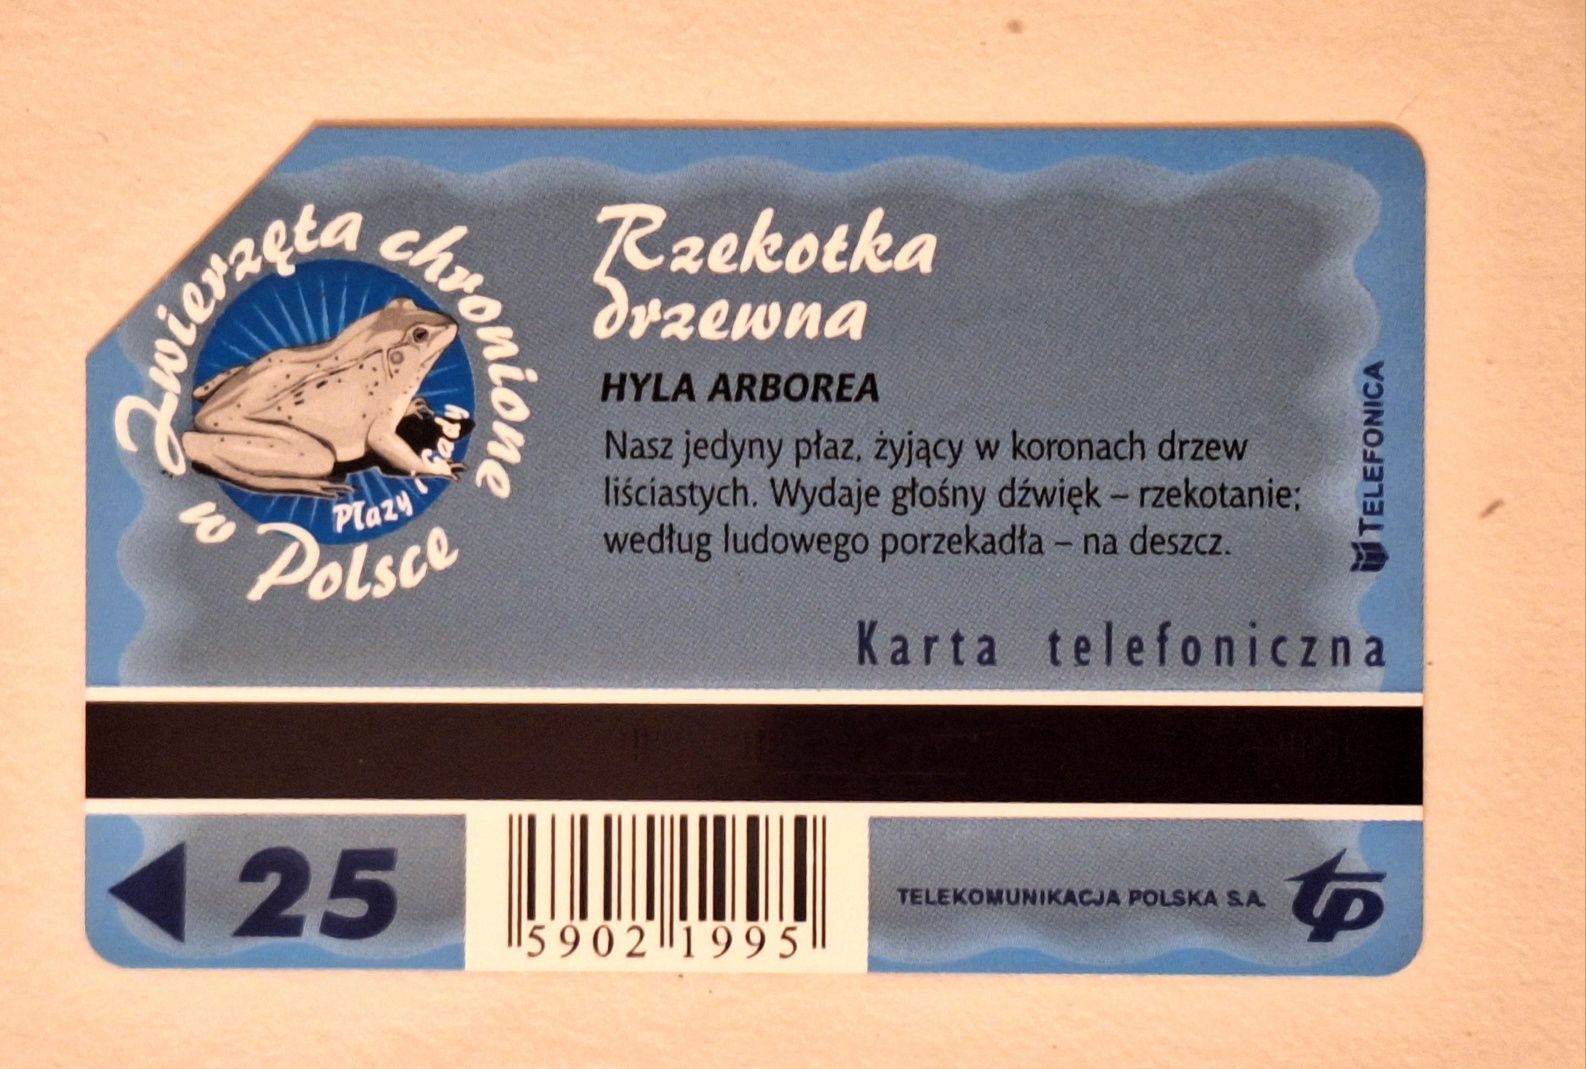 Zwierzęta chronione
w Polsce
Płazy i Gady
Rzekotka
drzewna
HYLA ARBOREA
Nasz jedyny płaz, żyjący w koronach drzew
liściastych. Wydaje głośny dźwięk – rzekotanie;
według ludowego porzekadła – na deszcz.
TELEFONICA
Karta telefoniczna
25
5902 1995
TELEKOMUNIKACJA POLSKA S.A.
tp